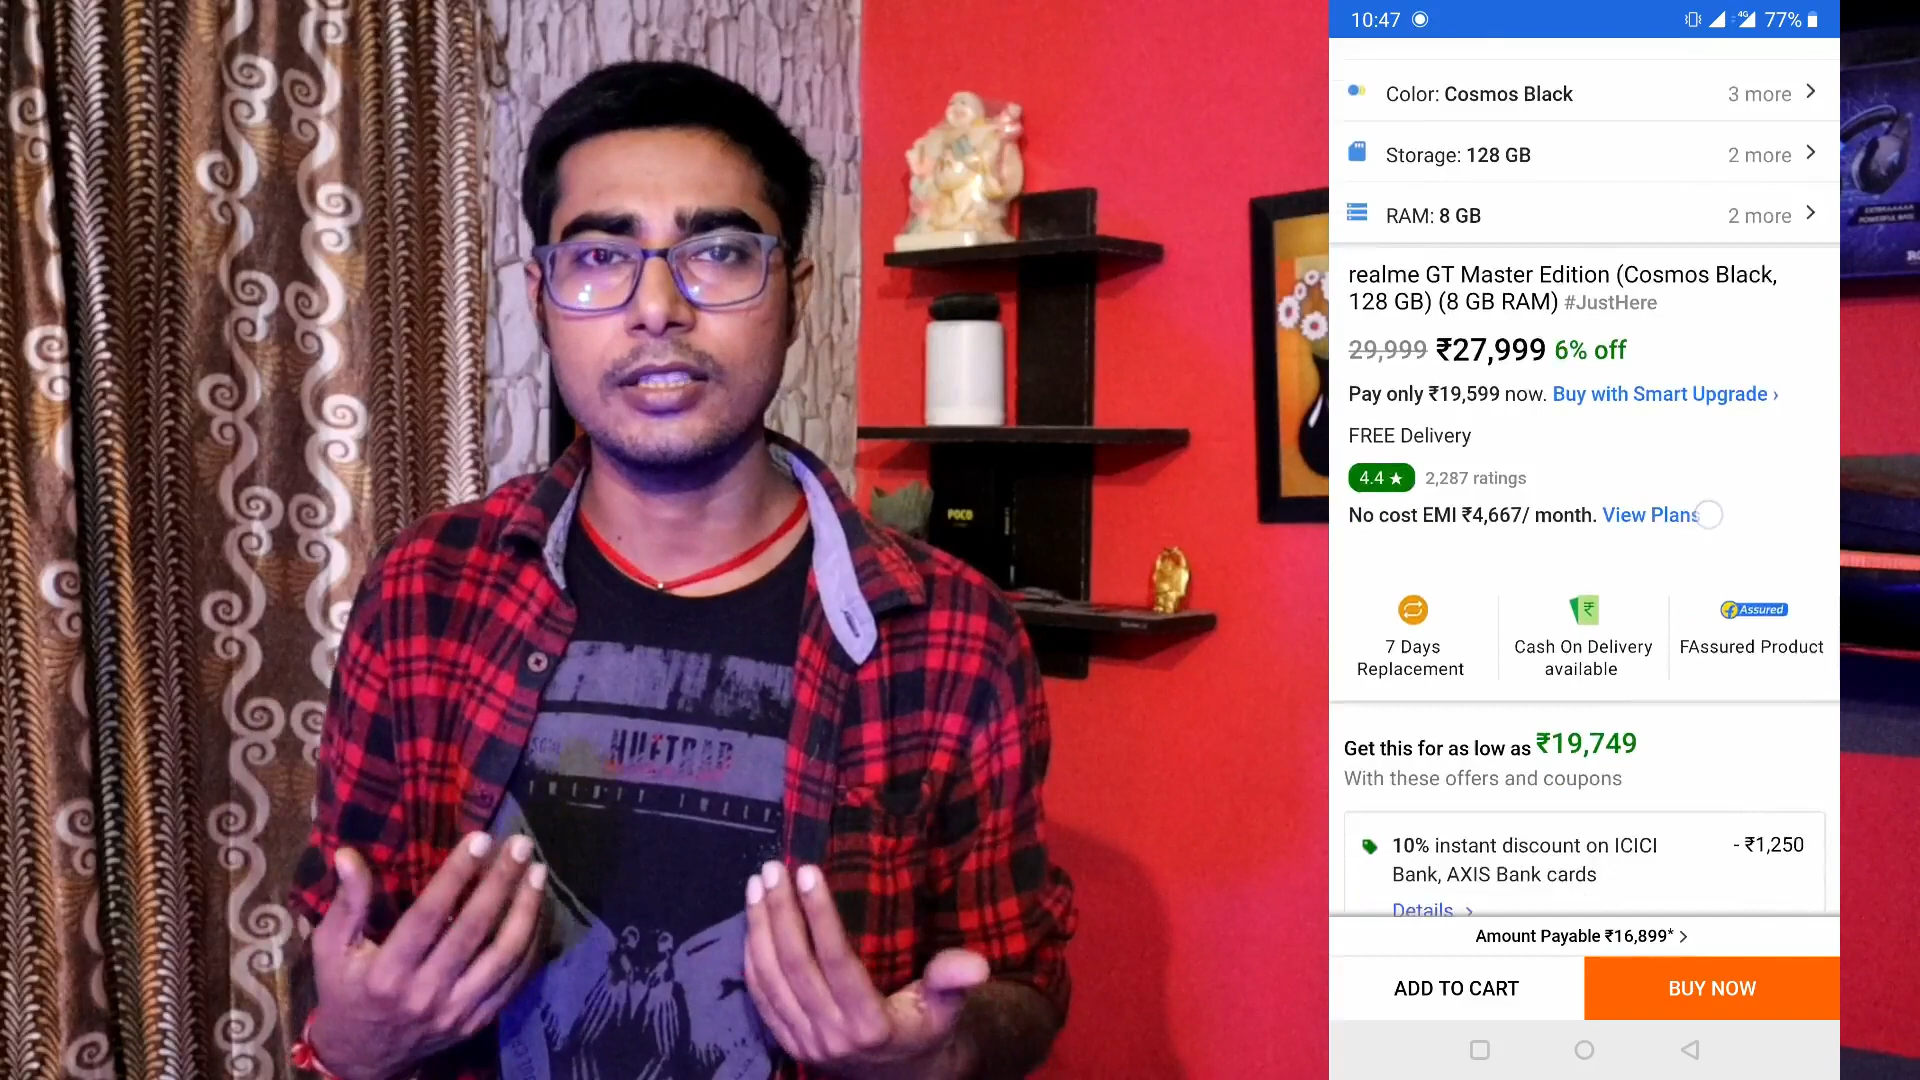 10:47
4G
77%
Color: Cosmos Black
3 more
Storage: 128 GB
2 more
RAM: 8 GB
2 more
realme GT Master Edition (Cosmos Black,
128 GB) (8 GB RAM) #JustHere
29,999 ₹27,999 6% off
Pay only ₹19,599 now. Buy with Smart Upgrade ›
FREE Delivery
4.4 ★ 2,287 ratings
No cost EMI ₹4,667/ month. View Plans
Assured
7 Days
Replacement
Cash On Delivery
available
FAssured Product
Get this for as low as ₹19,749
With these offers and coupons
10% instant discount on ICICI
Bank, AXIS Bank cards
- ₹1,250
Details
Amount Payable ₹16,899*
ADD TO CART
BUY NOW
POCO
POWERFUL BASS